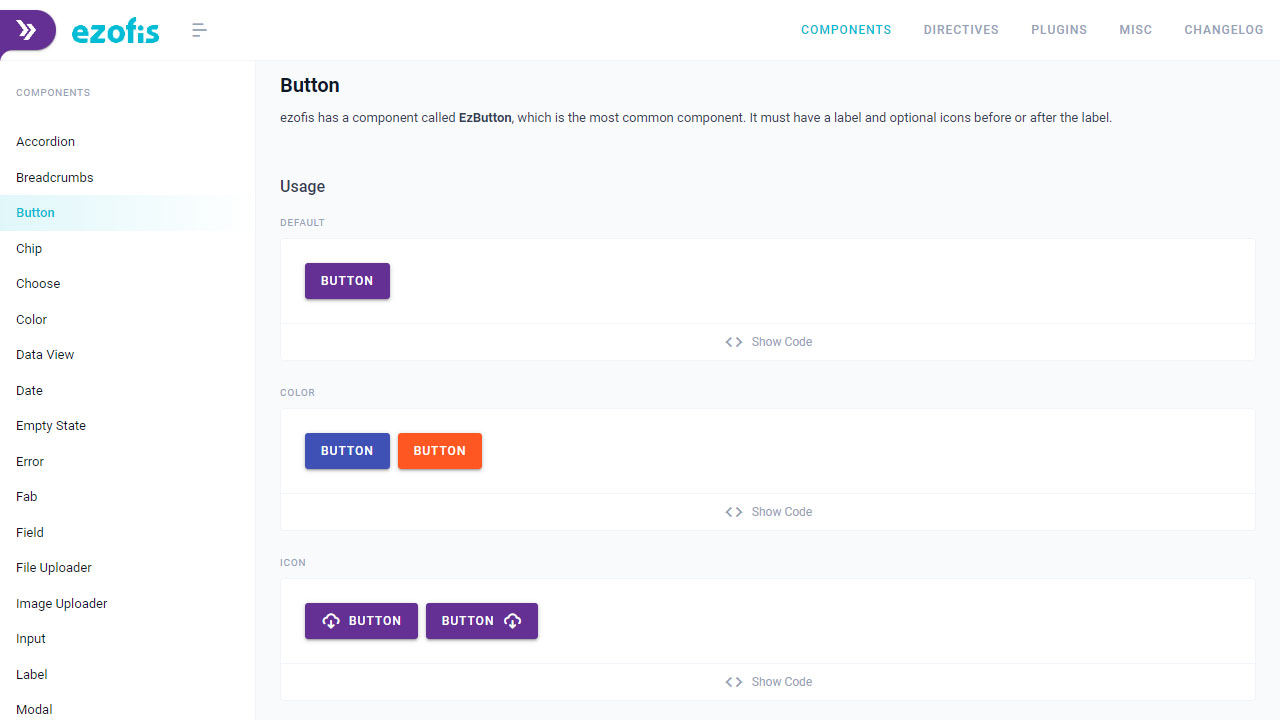 ezofis
COMPONENTS
DIRECTIVES
PLUGINS
MISC
CHANGELOG
COMPONENTS
Accordion
Breadcrumbs
Button
Chip
Choose
Color
Data View
Date
Empty State
Error
Fab
Field
File Uploader
Image Uploader
Input
Label
Modal
Button
ezofis has a component called EzButton, which is the most common component. It must have a label and optional icons before or after the label.
Usage
DEFAULT
BUTTON
Show Code
COLOR
BUTTON
BUTTON
Show Code
ICON
BUTTON
BUTTON
Show Code